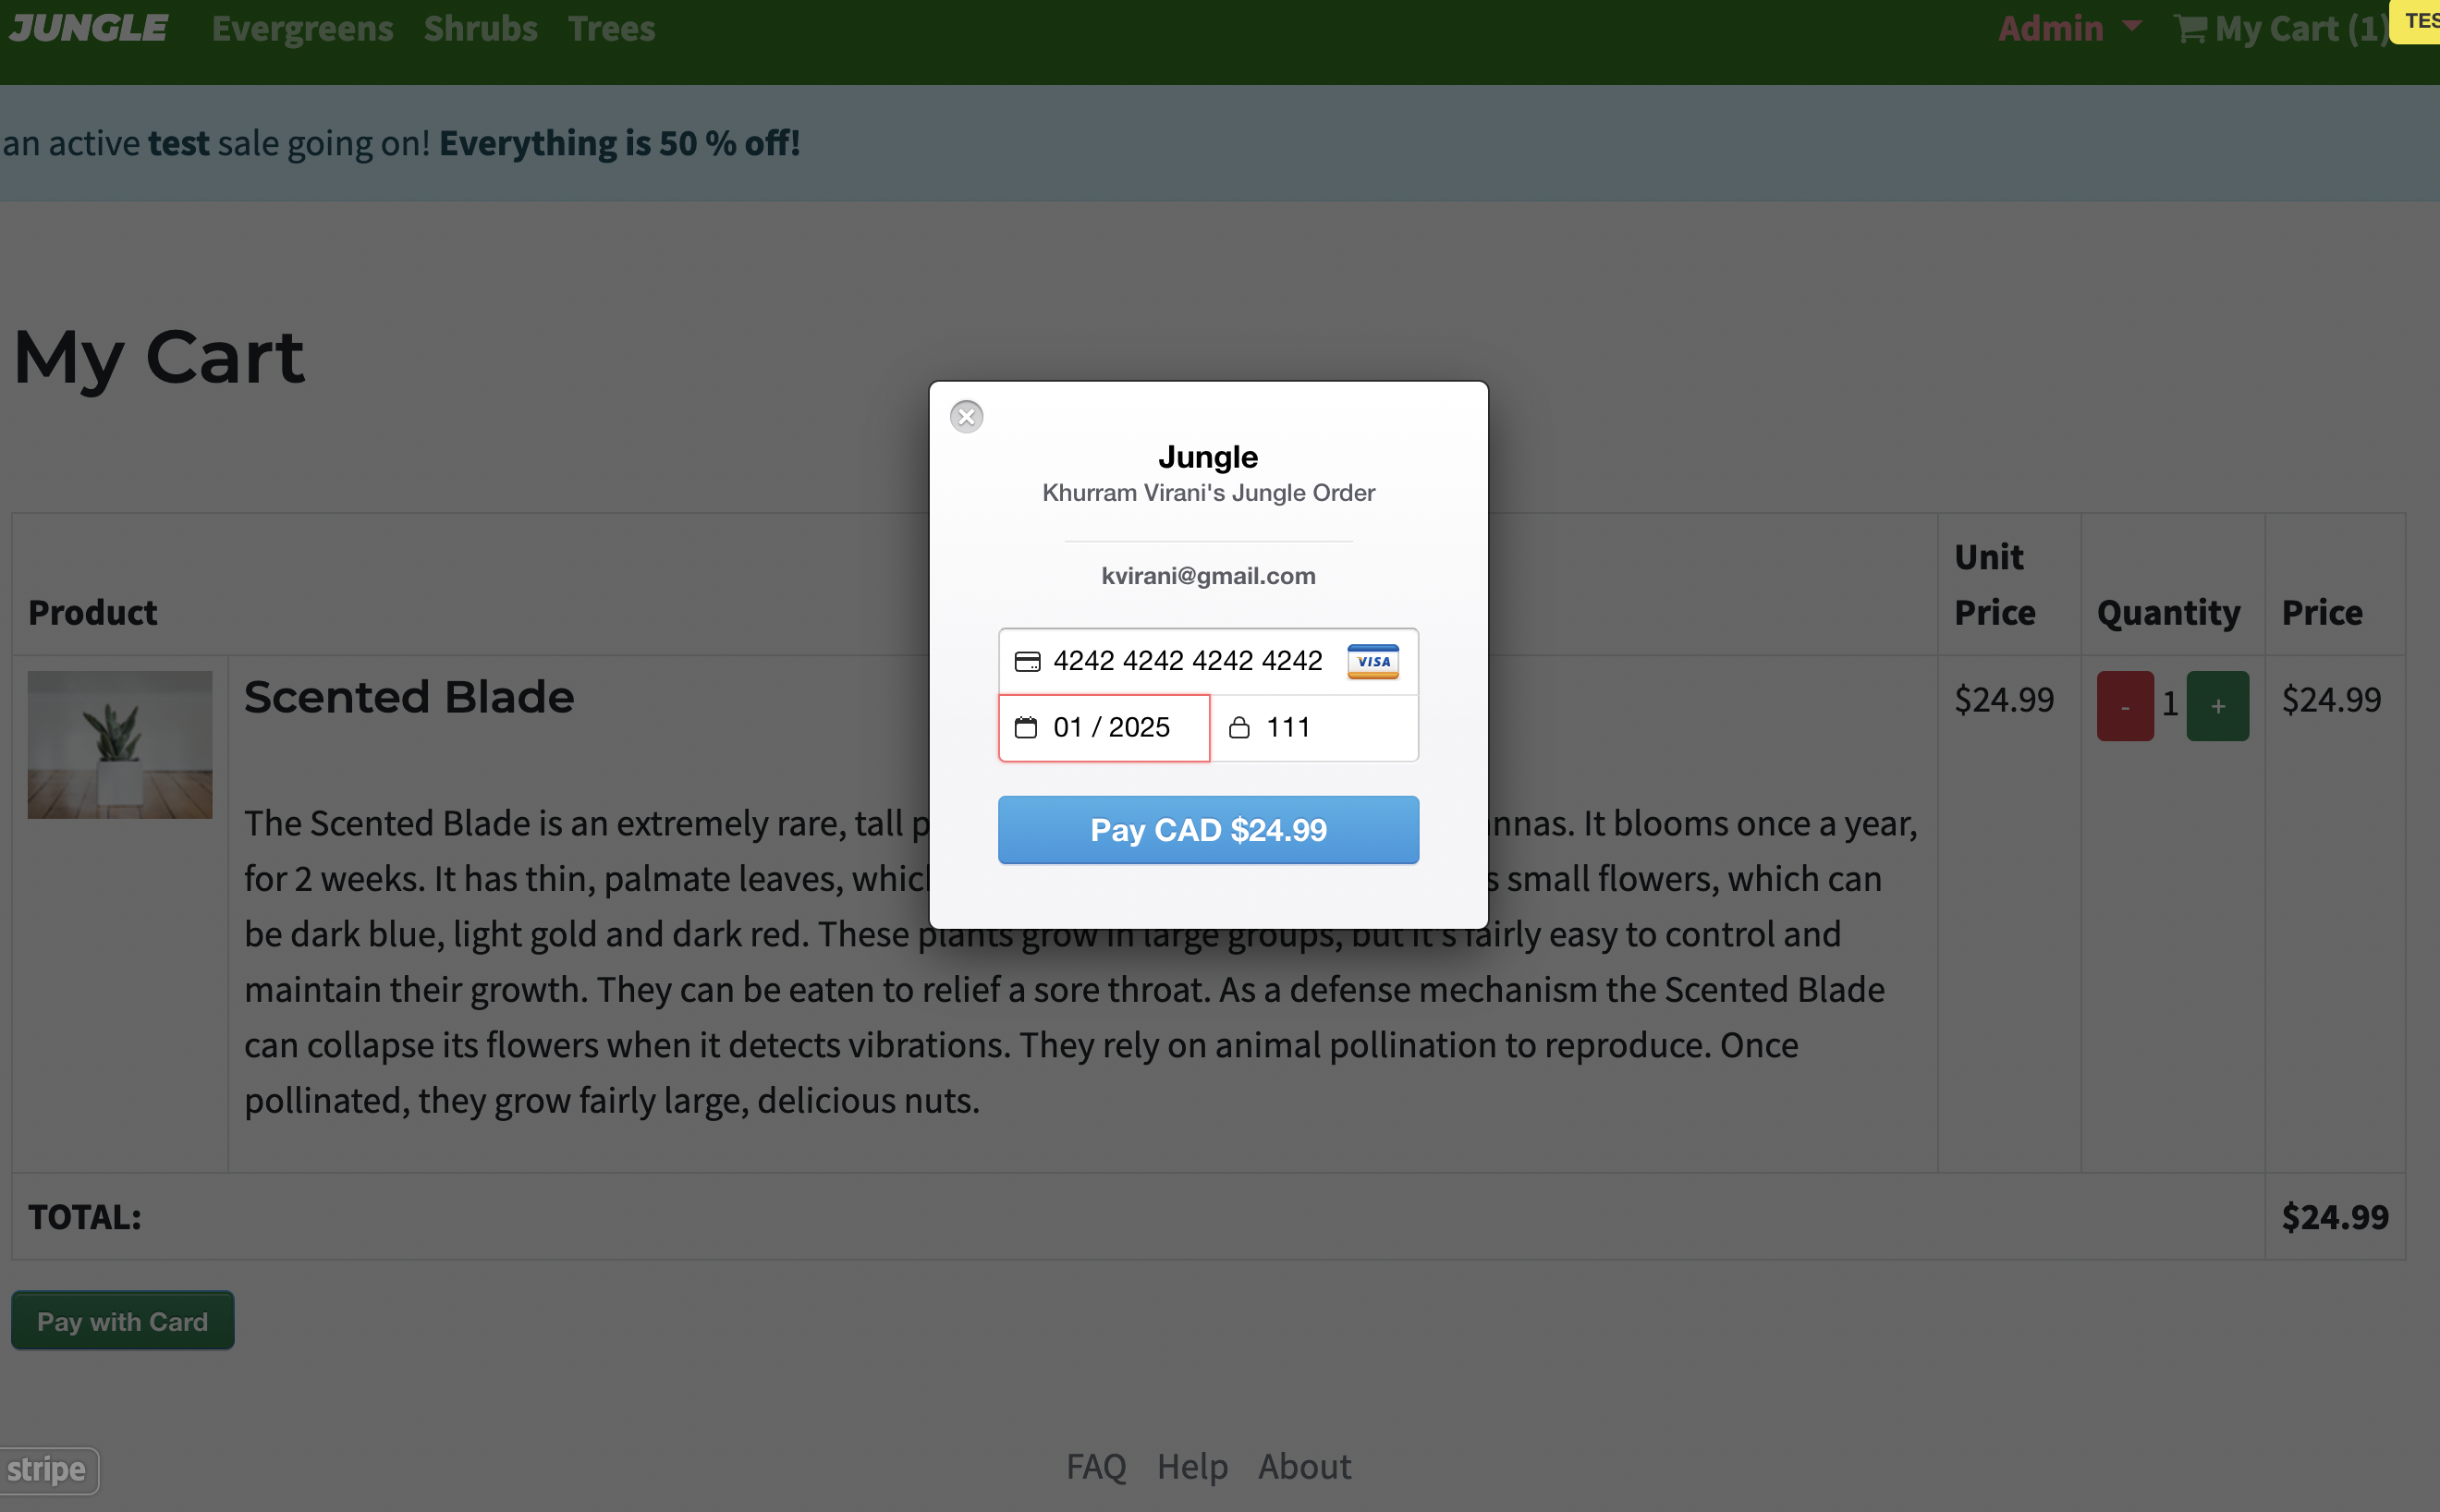 JUNGLE Evergreens Shrubs Trees Admin My Cart (1) TES
an active test sale going on! Everything is 50 % off!
My Cart
Jungle
Khurram Virani's Jungle Order
kvirani@gmail.com
4242 4242 4242 4242 VISA
01 / 2025 111
Pay CAD $24.99
Product Unit Price Quantity Price
Scented Blade $24.99 - 1 + $24.99
The Scented Blade is an extremely rare, tall p nnas. It blooms once a year,
for 2 weeks. It has thin, palmate leaves, whic s small flowers, which can
be dark blue, light gold and dark red. These plants grow in large groups, but it's fairly easy to control and
maintain their growth. They can be eaten to relief a sore throat. As a defense mechanism the Scented Blade
can collapse its flowers when it detects vibrations. They rely on animal pollination to reproduce. Once
pollinated, they grow fairly large, delicious nuts.
TOTAL: $24.99
Pay with Card
stripe
FAQ Help About